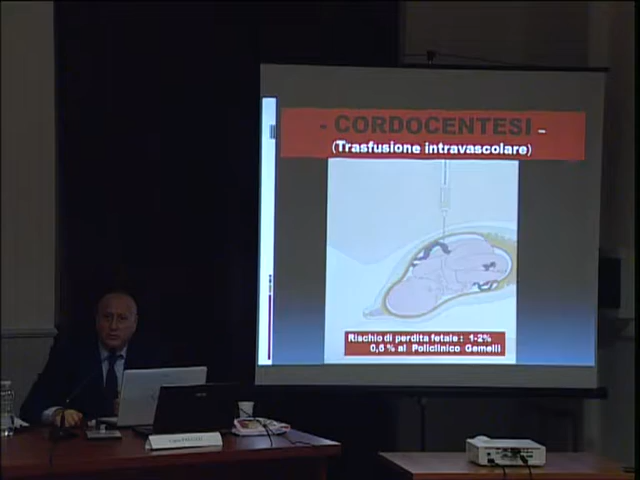 - CORDOCENTESI -
(Trasfusione intravascolare)
Rischio di perdita fetale : 1-2%
0,6 % al Policlinico Gemelli